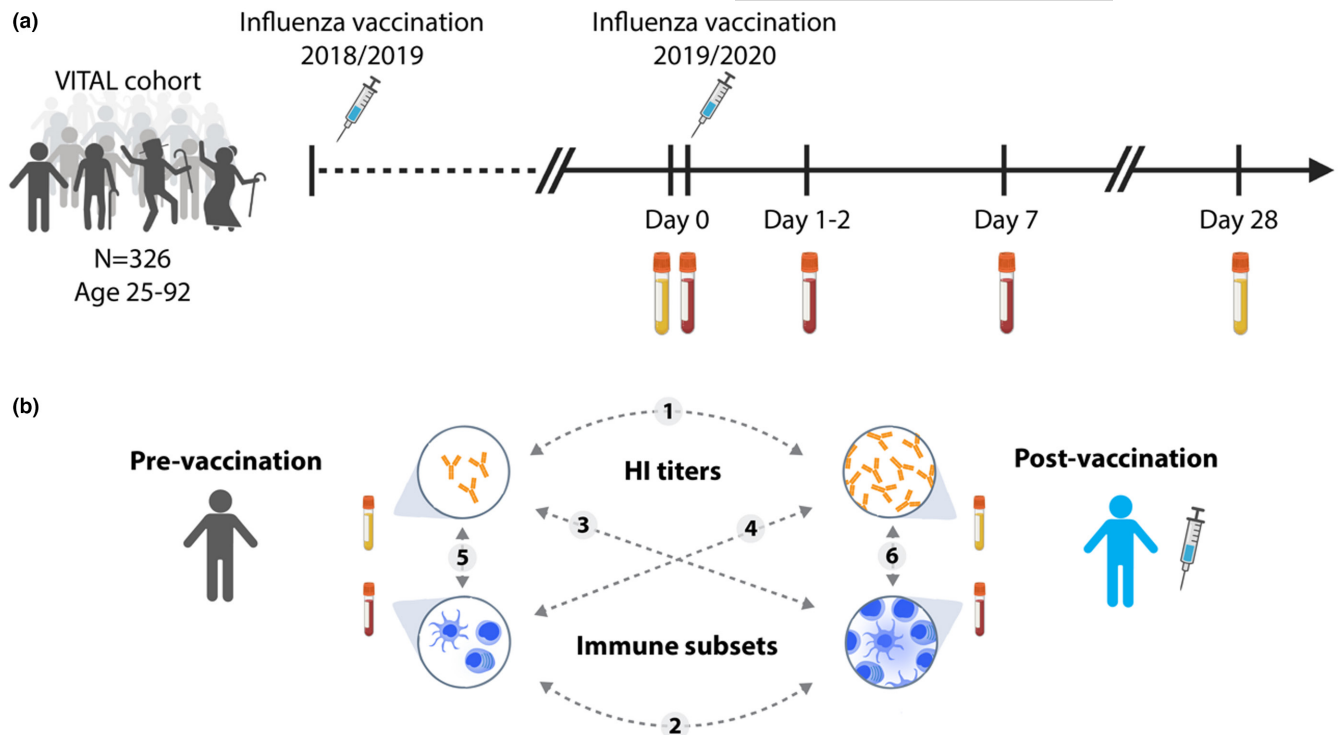 (a)
Influenza vaccination
2018/2019
Influenza vaccination
2019/2020
VITAL cohort
N=326
Age 25-92
Day 0
Day 1-2
Day 7
Day 28
(b)
1
Pre-vaccination
HI titers
Post-vaccination
3
4
5
6
Immune subsets
2